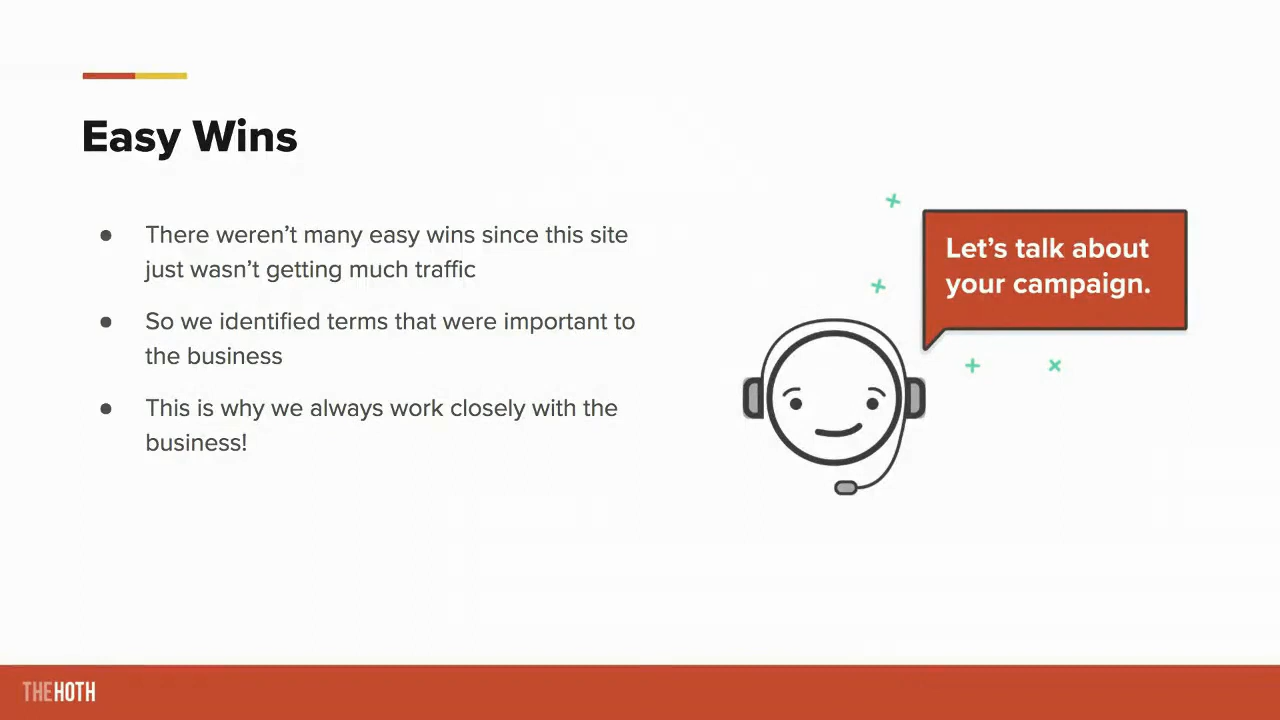 Easy Wins
● There weren't many easy wins since this site
just wasn't getting much traffic
● So we identified terms that were important to
the business
● This is why we always work closely with the
business!
Let's talk about
your campaign.
THEHOTH